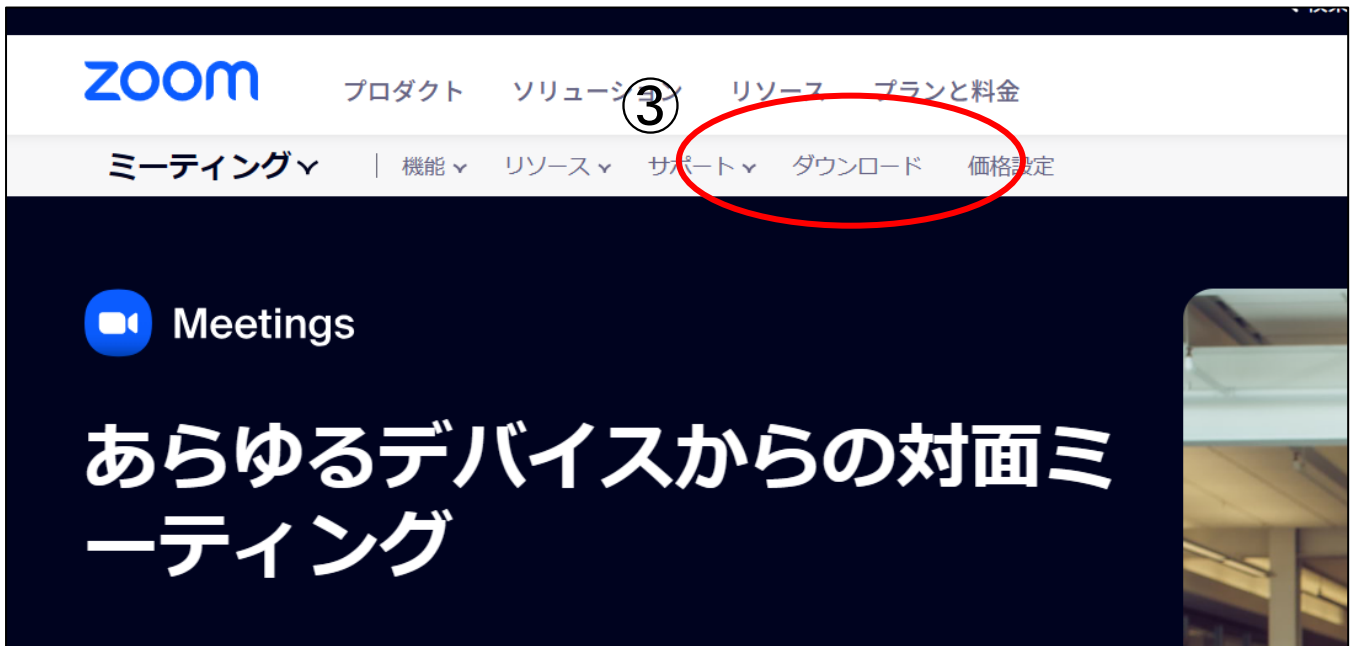 zoom プロダクト ソリューション リソース プランと料金
③
ミーティング 機能 リソース サポート ダウンロード 価格設定
Meetings
あらゆるデバイスからの対面ミ
ーティング